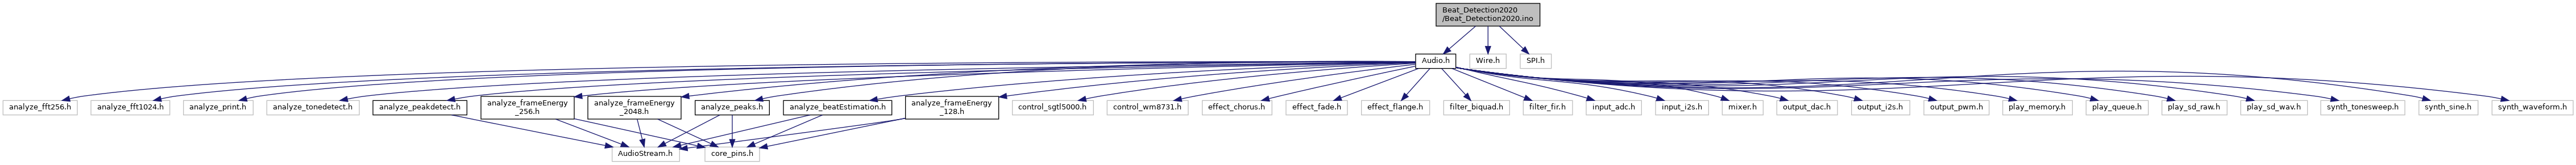 Beat_Detection2020
/Beat_Detection2020.ino
Audio.h
Wire.h
SPI.h
analyze_fft256.h
analyze_fft1024.h
analyze_print.h
analyze_tonedetect.h
analyze_peakdetect.h
analyze_frameEnergy
_256.h
analyze_frameEnergy
_2048.h
analyze_peaks.h
analyze_beatEstimation.h
analyze_frameEnergy
_128.h
control_sgtl5000.h
control_wm8731.h
effect_chorus.h
effect_fade.h
effect_flange.h
filter_biquad.h
filter_fir.h
input_adc.h
input_i2s.h
mixer.h
output_dac.h
output_i2s.h
output_pwm.h
play_memory.h
play_queue.h
play_sd_raw.h
play_sd_wav.h
synth_tonesweep.h
synth_sine.h
synth_waveform.h
AudioStream.h
core_pins.h